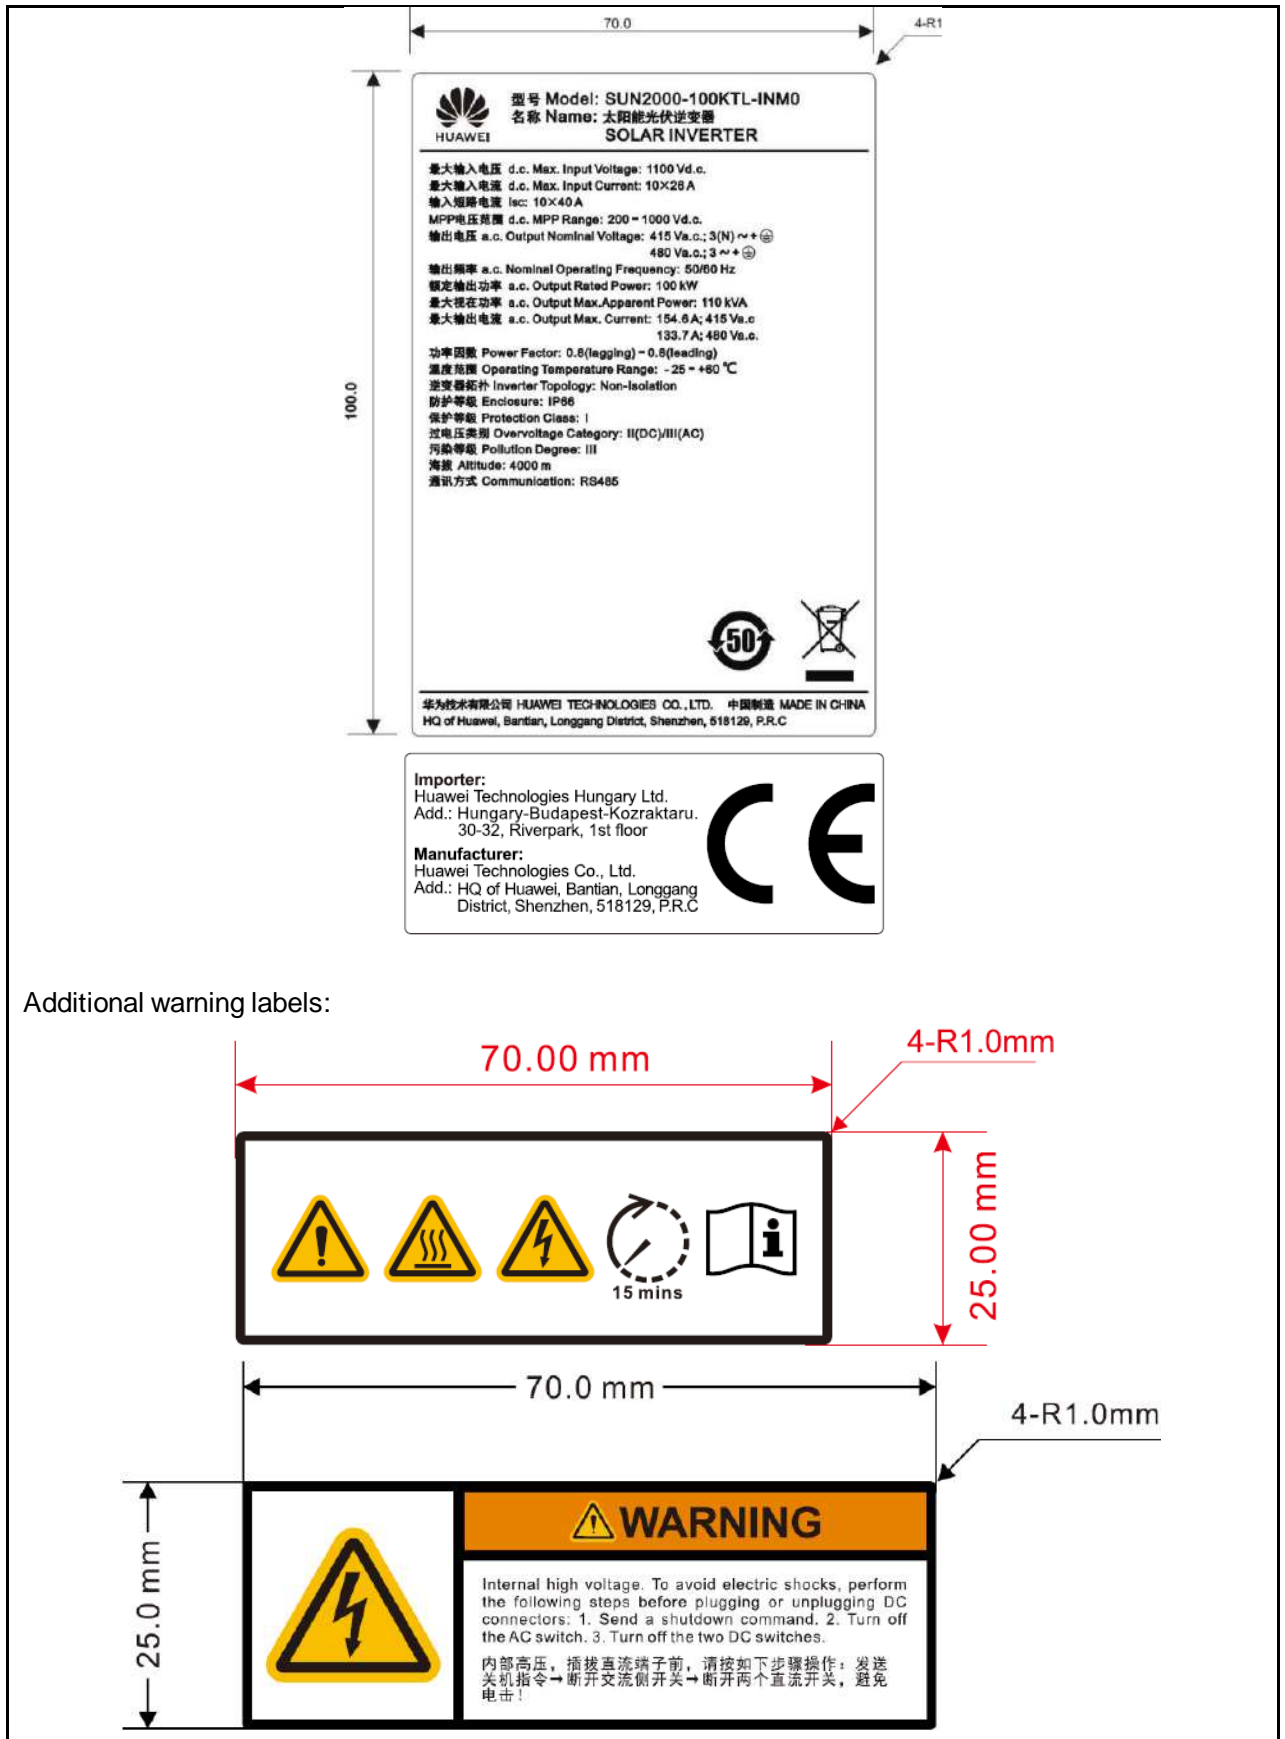 70.0
4-R1
100.0
HUAWEI
型号 Model: SUN2000-100KTL-INM0
名称 Name: 太阳能光伏逆变器
SOLAR INVERTER
最大输入电压 d.c. Max. Input Voltage: 1100 Vd.c.
最大输入电流 d.c. Max. Input Current: 10×26 A
输入短路电流 Isc: 10×40 A
MPP电压范围 d.c. MPP Range: 200 ~ 1000 Vd.c.
输出电压 a.c. Output Nominal Voltage: 415 Va.c.; 3(N) ~ +
480 Va.c.; 3 ~ +
输出频率 a.c. Nominal Operating Frequency: 50/60 Hz
额定输出功率 a.c. Output Rated Power: 100 kW
最大视在功率 a.c. Output Max.Apparent Power: 110 kVA
最大输出电流 a.c. Output Max. Current: 154.6 A; 415 Va.c
133.7 A; 480 Va.c.
功率因数 Power Factor: 0.8(lagging) ~ 0.8(leading)
温度范围 Operating Temperature Range: - 25 ~ +60 ℃
逆变器拓扑 Inverter Topology: Non-Isolation
防护等级 Enclosure: IP66
保护等级 Protection Class: I
过电压类别 Overvoltage Category: II(DC)/III(AC)
污染等级 Pollution Degree: III
海拔 Altitude: 4000 m
通讯方式 Communication: RS485
50
华为技术有限公司 HUAWEI TECHNOLOGIES CO.,LTD. 中国制造 MADE IN CHINA
HQ of Huawei, Bantian, Longgang District, Shenzhen, 518129, P.R.C
Importer:
Huawei Technologies Hungary Ltd.
Add.: Hungary-Budapest-Kozraktaru.
30-32, Riverpark, 1st floor
Manufacturer:
Huawei Technologies Co., Ltd.
Add.: HQ of Huawei, Bantian, Longgang
District, Shenzhen, 518129, P.R.C
CE
Additional warning labels:
70.00 mm
4-R1.0mm
25.00 mm
15 mins
70.0 mm
4-R1.0mm
25.0 mm
WARNING
Internal high voltage. To avoid electric shocks, perform
the following steps before plugging or unplugging DC
connectors: 1. Send a shutdown command. 2. Turn off
the AC switch. 3. Turn off the two DC switches.
内部高压，插拔直流端子前，请按如下步骤操作：发送
关机指令→断开交流侧开关→断开两个直流开关，避免
电击！